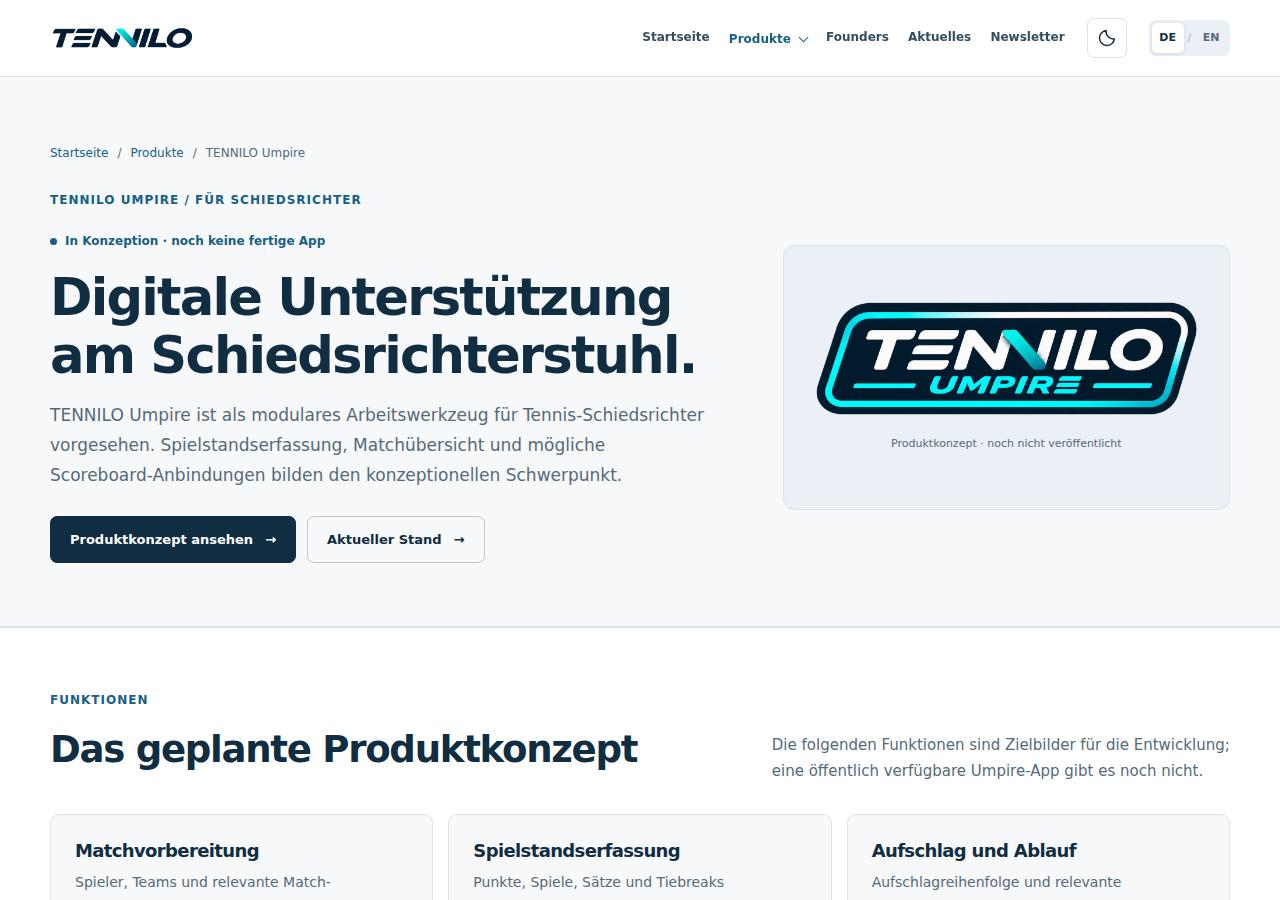 TENNILO
Startseite Produkte Founders Aktuelles Newsletter DE / EN
Startseite / Produkte / TENNILO Umpire
TENNILO UMPIRE / FÜR SCHIEDSRICHTER
In Konzeption · noch keine fertige App
Digitale Unterstützung
am Schiedsrichterstuhl.
TENNILO Umpire ist als modulares Arbeitswerkzeug für Tennis-Schiedsrichter
vorgesehen. Spielstandserfassung, Matchübersicht und mögliche
Scoreboard-Anbindungen bilden den konzeptionellen Schwerpunkt.
Produktkonzept ansehen →
Aktueller Stand →
TENNILO
UMPIRE
Produktkonzept · noch nicht veröffentlicht
FUNKTIONEN
Das geplante Produktkonzept
Die folgenden Funktionen sind Zielbilder für die Entwicklung;
eine öffentlich verfügbare Umpire-App gibt es noch nicht.
Matchvorbereitung
Spieler, Teams und relevante Match-
Spielstandserfassung
Punkte, Spiele, Sätze und Tiebreaks
Aufschlag und Ablauf
Aufschlagreihenfolge und relevante